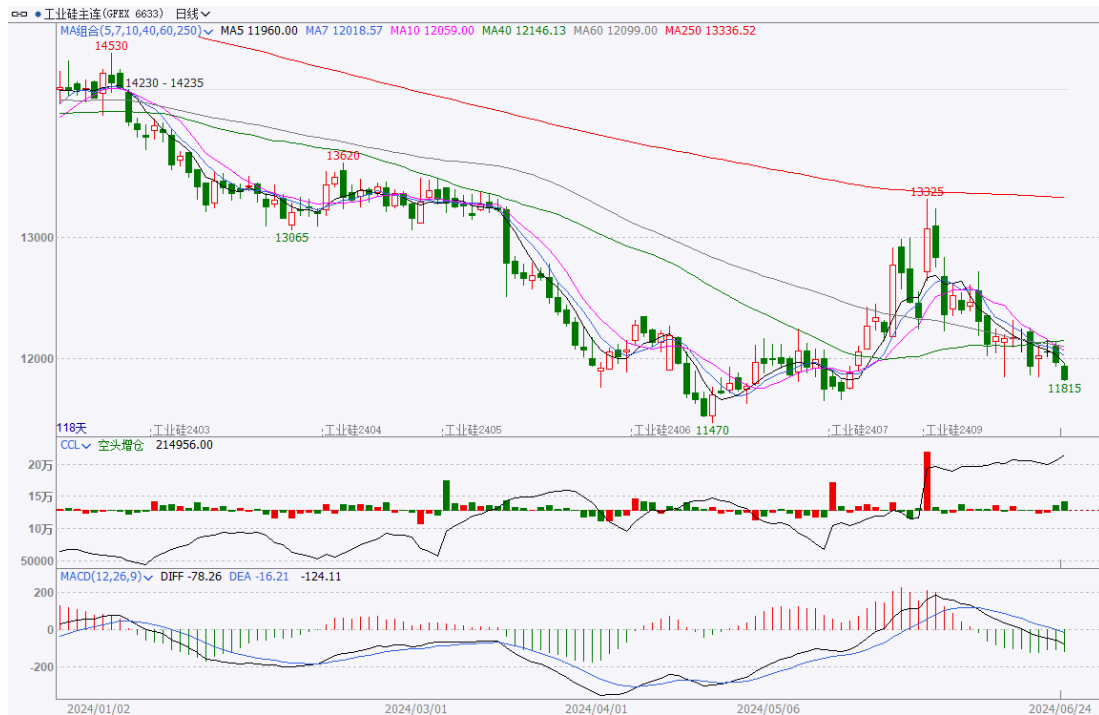 工业硅主连(GFEX 6633) 日线
MA组合(5,7,10,40,60,250) MA5 11960.00 MA7 12018.57 MA10 12059.00 MA40 12146.13 MA60 12099.00 MA250 13336.52
14530
14230 - 14235
13620
13325
13000
13065
12000
11815
11470
118天
工业硅2403 工业硅2404 工业硅2405 工业硅2406 工业硅2407 工业硅2409
CCL 空头增仓 214956.00
20万
15万
10万
50000
MACD(12,26,9) DIFF -78.26 DEA -16.21 -124.11
200
0
-200
2024/01/02 2024/03/01 2024/04/01 2024/05/06 2024/06/24